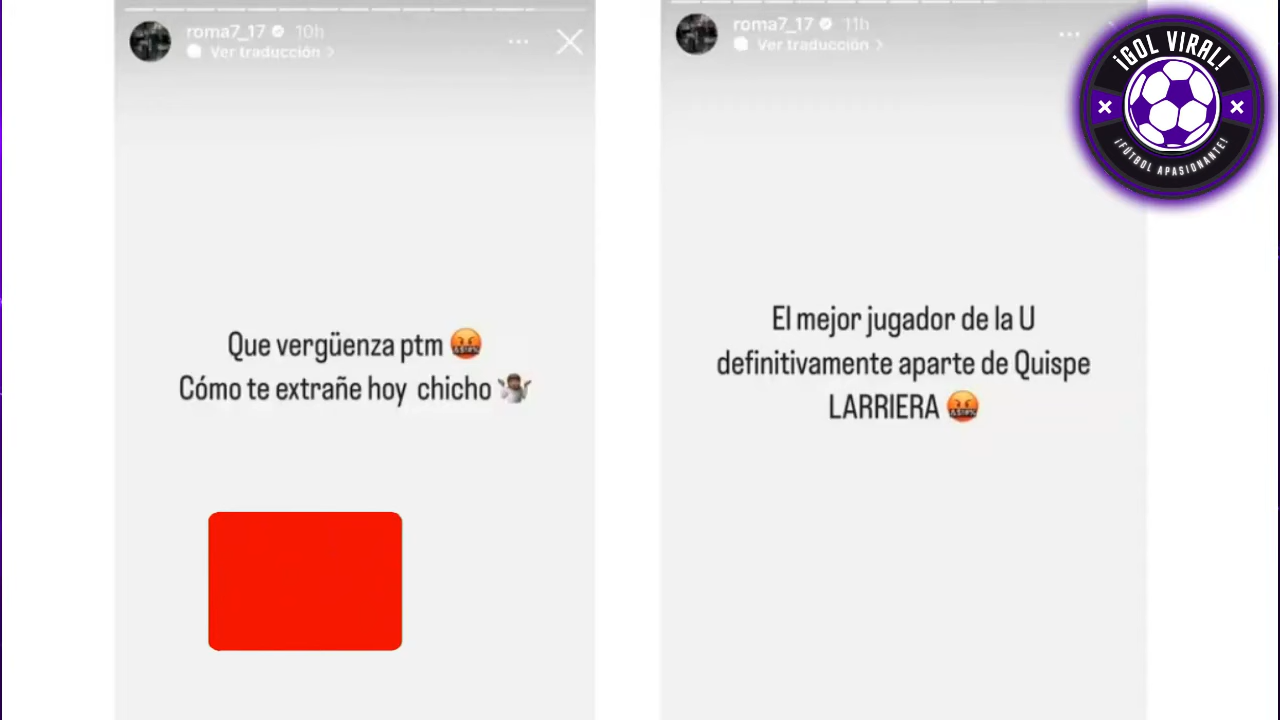 roma7_17 10h
Ver traducción >
Que vergüenza ptm 🤬
Cómo te extrañe hoy chicho 🤷🏾‍♂️
roma7_17 11h
Ver traducción >
El mejor jugador de la U
definitivamente aparte de Quispe
LARRIERA 🤬
¡GOL VIRAL!
¡FÚTBOL APASIONANTE!